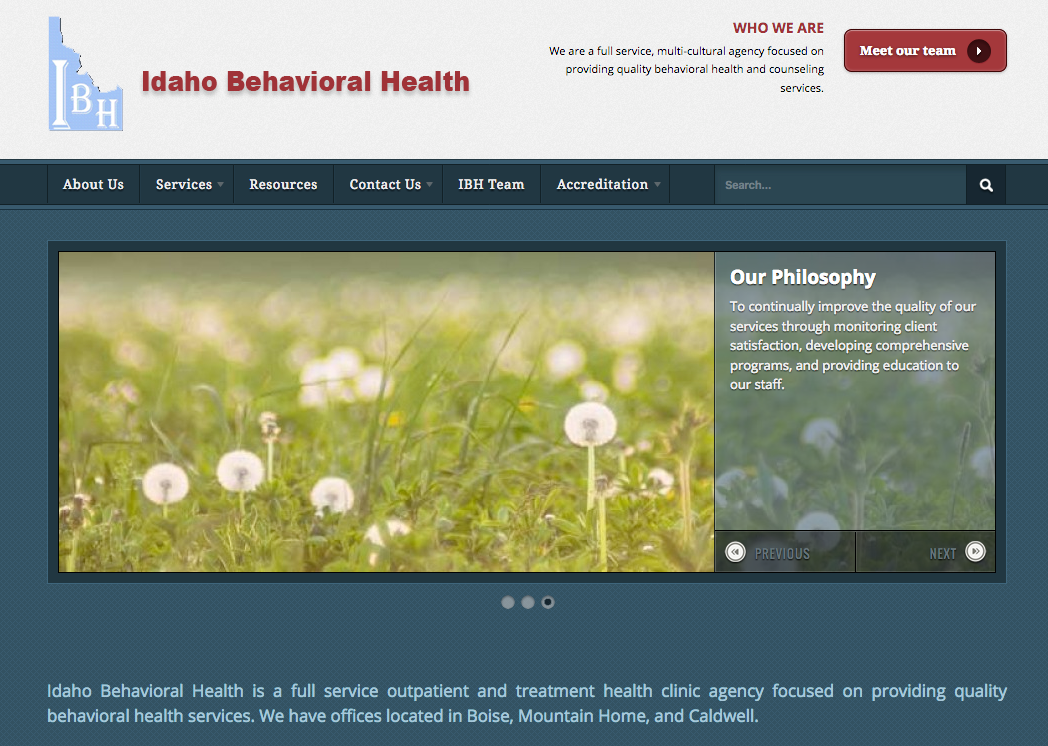 IBH
Idaho Behavioral Health
WHO WE ARE
We are a full service, multi-cultural agency focused on
providing quality behavioral health and counseling
services.
Meet our team
About Us
Services
Resources
Contact Us
IBH Team
Accreditation
Search...
Our Philosophy
To continually improve the quality of our
services through monitoring client
satisfaction, developing comprehensive
programs, and providing education to
our staff.
PREVIOUS
NEXT
Idaho Behavioral Health is a full service outpatient and treatment health clinic agency focused on providing quality
behavioral health services. We have offices located in Boise, Mountain Home, and Caldwell.